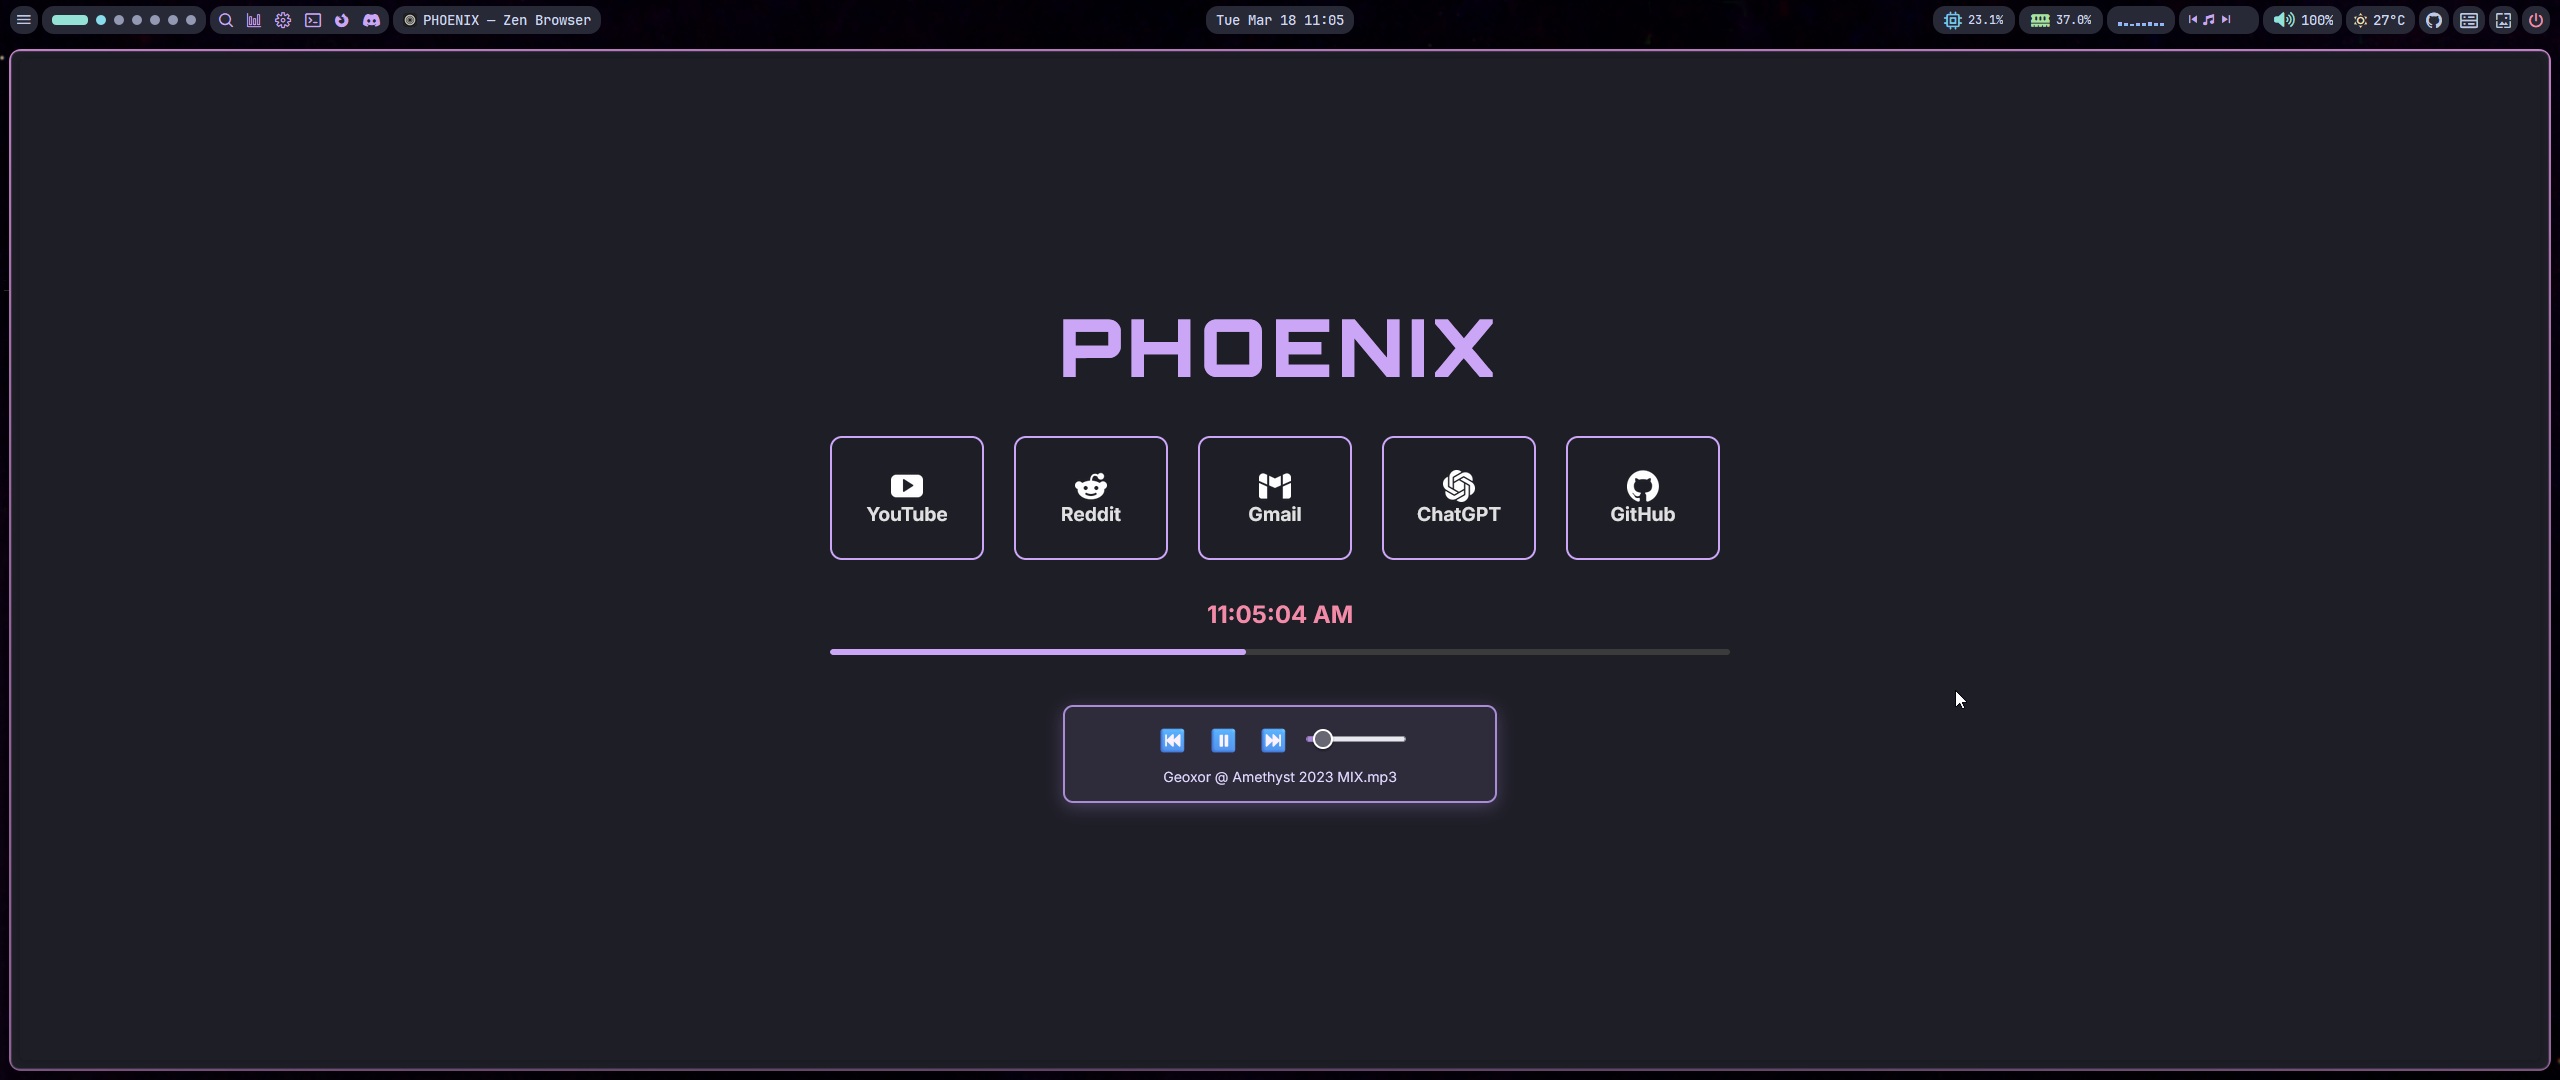 PHOENIX — Zen Browser
Tue Mar 18 11:05
23.1%
37.0%
100%
27°C
PHOENIX
YouTube
Reddit
Gmail
ChatGPT
GitHub
11:05:04 AM
Geoxor @ Amethyst 2023 MIX.mp3